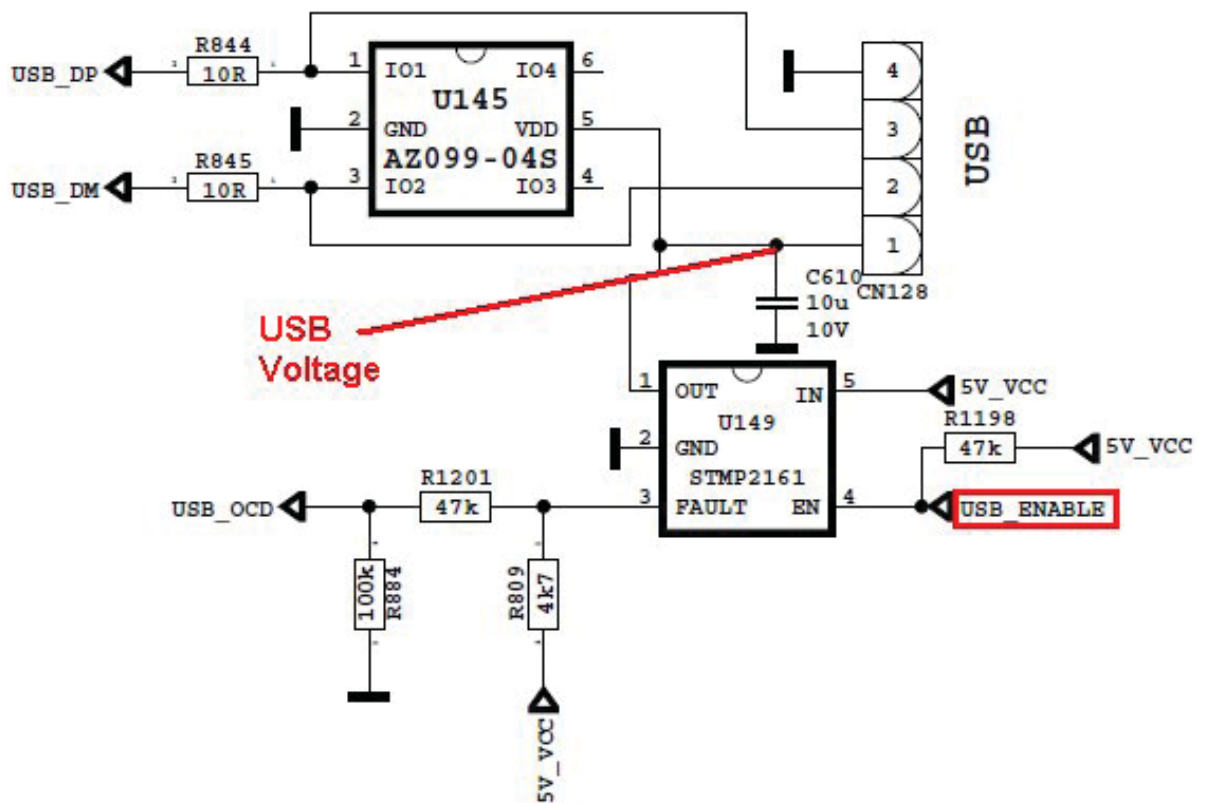 R844
USB_DP
10R
1
IO1
IO4
6
U145
2
GND
VDD
5
AZ099-04S
R845
USB_DM
10R
3
IO2
IO3
4
4
3
2
1
USB
CN128
C610
10u
10V
USB
Voltage
1
OUT
IN
5
5V_VCC
U149
R1198
47k
5V_VCC
2
GND
STMP2161
3
FAULT
EN
4
USB_ENABLE
R1201
USB_OCD
47k
100k
R884
R809
4k7
5V_VCC